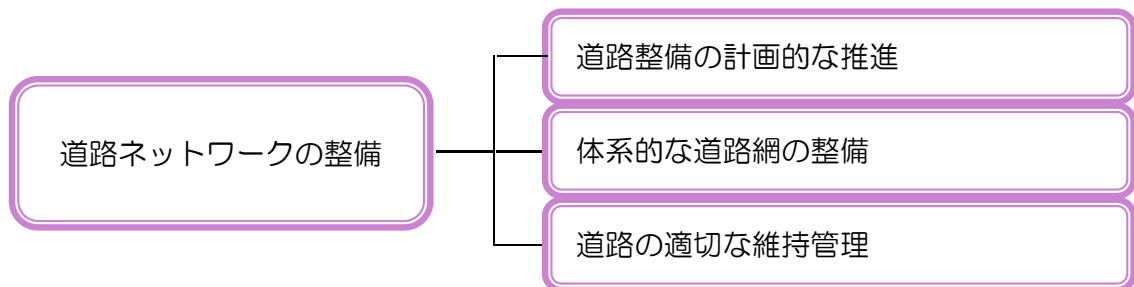 道路ネットワークの整備
道路整備の計画的な推進
体系的な道路網の整備
道路の適切な維持管理